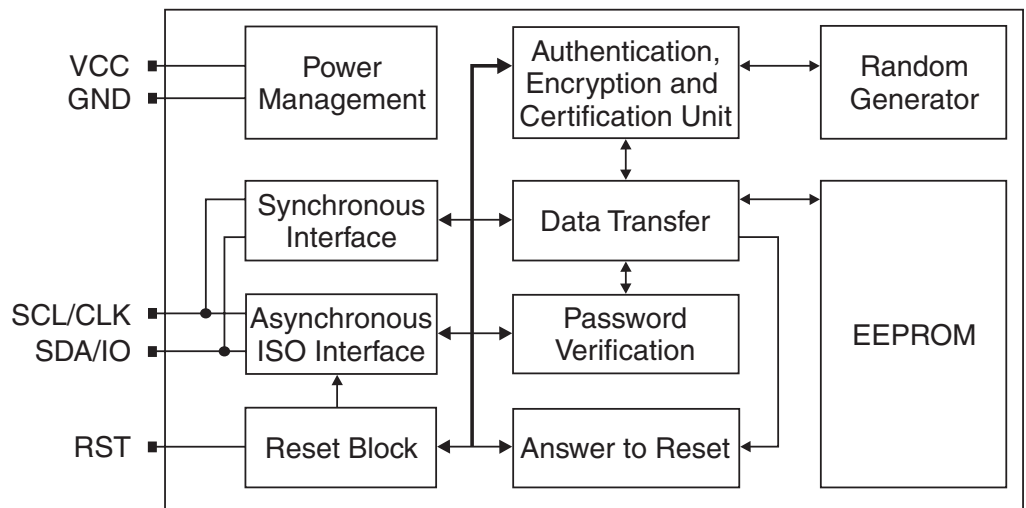 VCC
GND
Power
Management
Authentication,
Encryption and
Certification Unit
Random
Generator
Synchronous
Interface
Data Transfer
SCL/CLK
SDA/IO
Asynchronous
ISO Interface
Password
Verification
EEPROM
RST
Reset Block
Answer to Reset